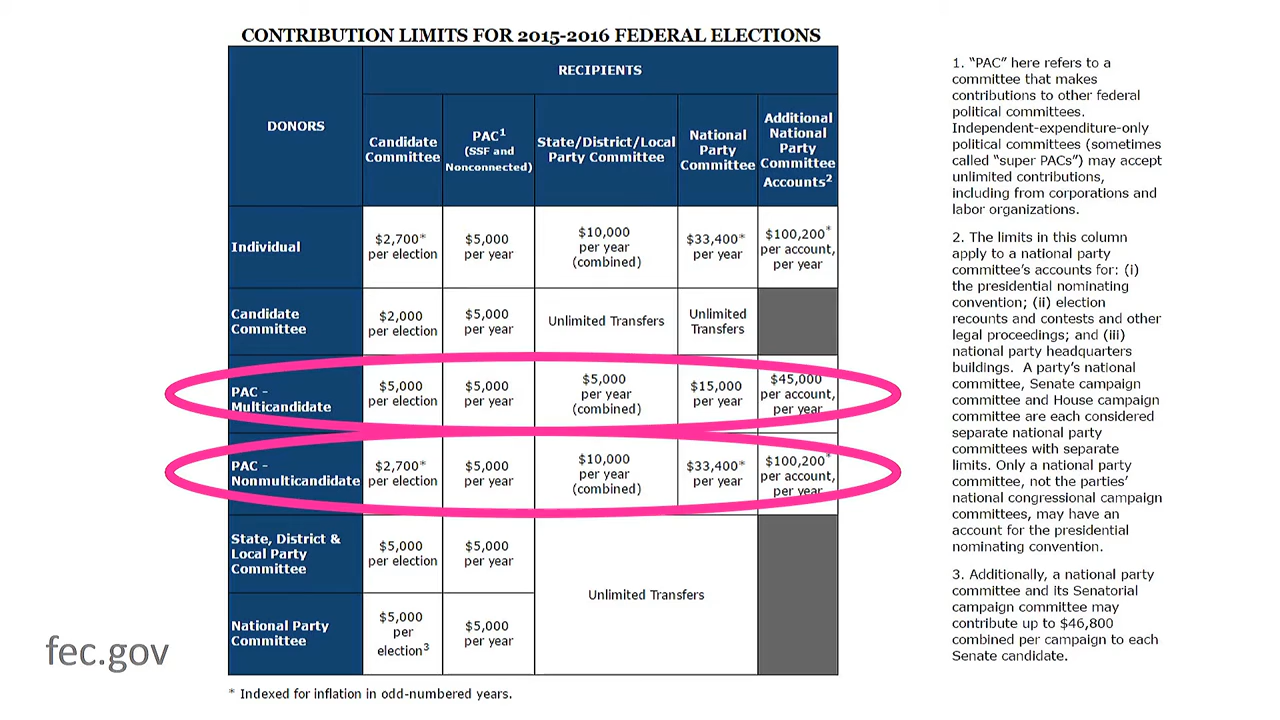 CONTRIBUTION LIMITS FOR 2015-2016 FEDERAL ELECTIONS
DONORS
RECIPIENTS
Candidate
Committee
PAC1
(SSF and
Nonconnected)
State/District/Local
Party Committee
National
Party
Committee
Additional
National
Party
Committee
Accounts2
Individual
$2,700*
per election
$5,000
per year
$10,000
per year
(combined)
$33,400*
per year
$100,200*
per account,
per year
Candidate
Committee
$2,000
per election
$5,000
per year
Unlimited Transfers
Unlimited
Transfers
PAC -
Multicandidate
$5,000
per election
$5,000
per year
$5,000
per year
(combined)
$15,000
per year
$45,000
per account,
per year
PAC -
Nonmulticandidate
$2,700*
per election
$5,000
per year
$10,000
per year
(combined)
$33,400*
per year
$100,200*
per account,
per year
State, District &
Local Party
Committee
$5,000
per election
$5,000
per year
Unlimited Transfers
National Party
Committee
$5,000
per
election3
$5,000
per year
* Indexed for inflation in odd-numbered years.
1. “PAC” here refers to a
committee that makes
contributions to other federal
political committees.
Independent-expenditure-only
political committees (sometimes
called “super PACs”) may accept
unlimited contributions,
including from corporations and
labor organizations.
2. The limits in this column
apply to a national party
committee’s accounts for: (i)
the presidential nominating
convention; (ii) election
recounts and contests and other
legal proceedings; and (iii)
national party headquarters
buildings. A party’s national
committee, Senate campaign
committee and House campaign
committee are each considered
separate national party
committees with separate
limits. Only a national party
committee, not the parties’
national congressional campaign
committees, may have an
account for the presidential
nominating convention.
3. Additionally, a national party
committee and its Senatorial
campaign committee may
contribute up to $46,800
combined per campaign to each
Senate candidate.
fec.gov